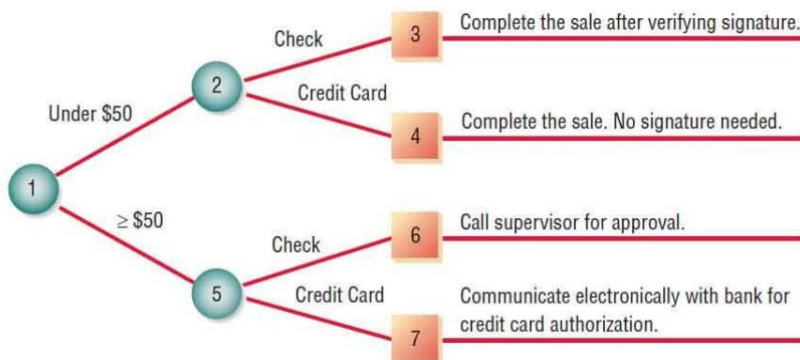 Check
3
Complete the sale after verifying signature.
2
Credit Card
Under $50
4
Complete the sale. No signature needed.
1
≥ $50
Check
6
Call supervisor for approval.
5
Credit Card
7
Communicate electronically with bank for
credit card authorization.